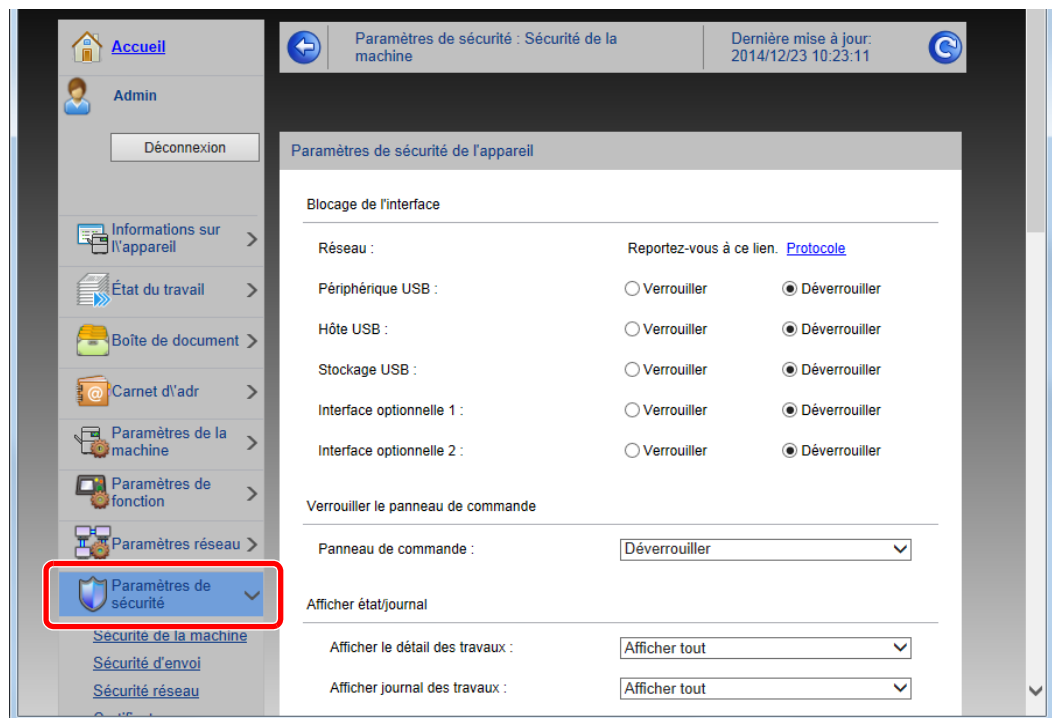 Accueil
Admin
Déconnexion
Informations sur
l\'appareil
État du travail
Boîte de document
Carnet d\'adr
Paramètres de la
machine
Paramètres de
fonction
Paramètres réseau
Paramètres de
sécurité
Sécurité de la machine
Sécurité d'envoi
Sécurité réseau
Paramètres de sécurité : Sécurité de la
machine
Dernière mise à jour:
2014/12/23 10:23:11
Paramètres de sécurité de l'appareil
Blocage de l'interface
Réseau : Reportez-vous à ce lien. Protocole
Périphérique USB : Verrouiller Déverrouiller
Hôte USB : Verrouiller Déverrouiller
Stockage USB : Verrouiller Déverrouiller
Interface optionnelle 1 : Verrouiller Déverrouiller
Interface optionnelle 2 : Verrouiller Déverrouiller
Verrouiller le panneau de commande
Panneau de commande : Déverrouiller
Afficher état/journal
Afficher le détail des travaux : Afficher tout
Afficher journal des travaux : Afficher tout